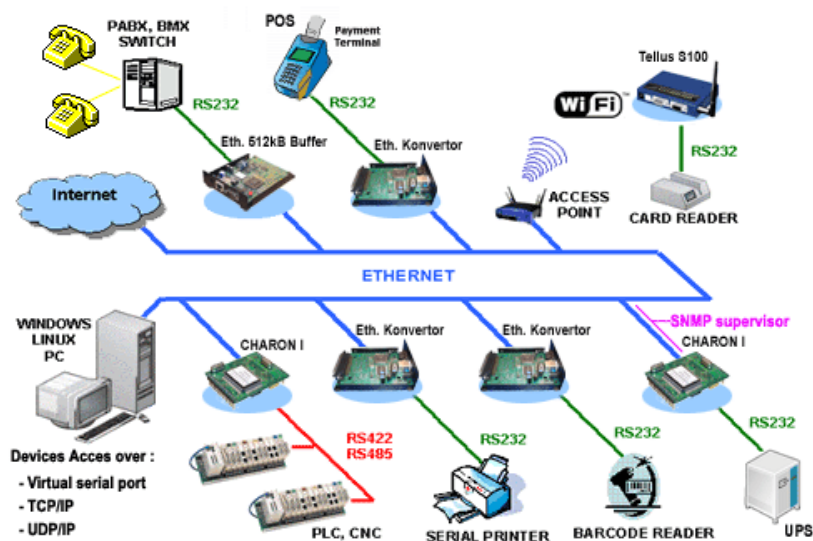 PABX, BMX
SWITCH
RS232
Eth. 512kB Buffer
POS
Payment
Terminal
RS232
Eth. Konvertor
Tellus S100
WiFi™
RS232
CARD READER
ACCESS
POINT
Internet
ETHERNET
WINDOWS
LINUX
PC
CHARON I
Eth. Konvertor
Eth. Konvertor
SNMP supervisor
CHARON I
RS422
RS485
RS232
RS232
RS232
Devices Acces over :
- Virtual serial port
- TCP/IP
- UDP/IP
PLC, CNC
SERIAL PRINTER
BARCODE READER
UPS